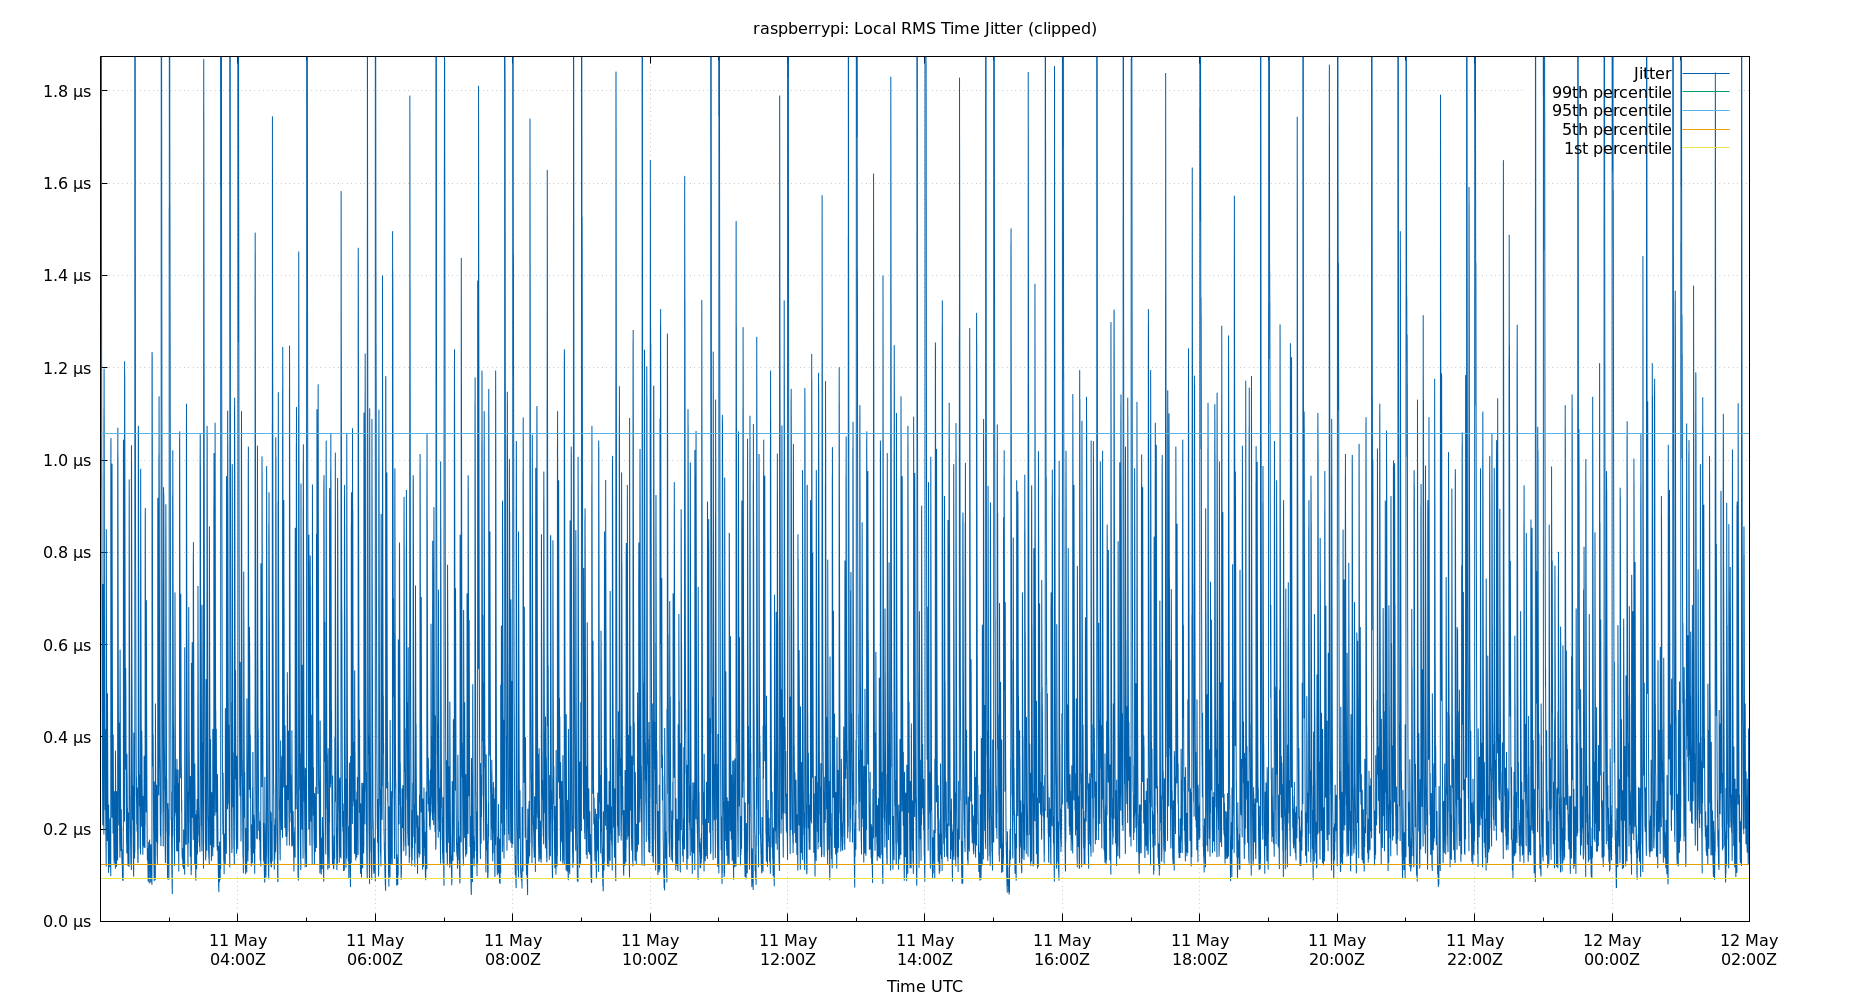 raspberrypi: Local RMS Time Jitter (clipped)
Jitter
99th percentile
95th percentile
5th percentile
1st percentile
1.8 µs
1.6 µs
1.4 µs
1.2 µs
1.0 µs
0.8 µs
0.6 µs
0.4 µs
0.2 µs
0.0 µs
11 May 11 May 11 May 11 May 11 May 11 May 11 May 11 May 11 May 11 May 12 May 12 May
04:00Z 06:00Z 08:00Z 10:00Z 12:00Z 14:00Z 16:00Z 18:00Z 20:00Z 22:00Z 00:00Z 02:00Z
Time UTC